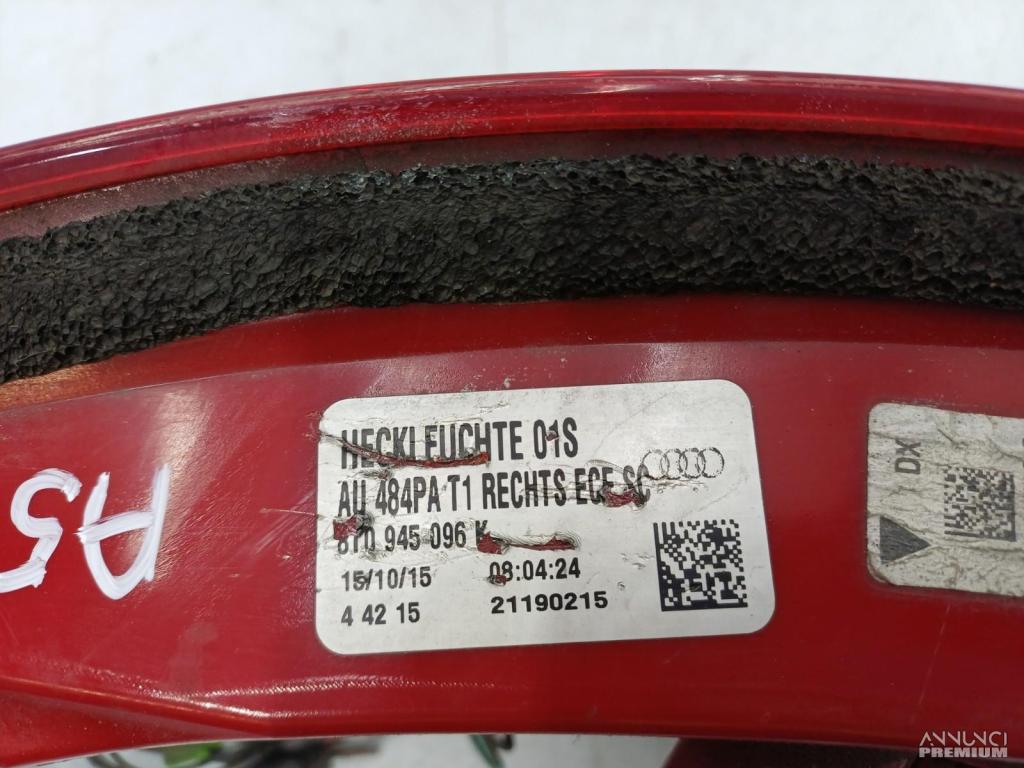 HECKLEUCHTE 01S
AU 484PA T1 RECHTS ECE SC
8T0 945 096 K
15/10/15 08:04:24
4 42 15 21190215
DX
A5
ANNUNCI
PREMIUM